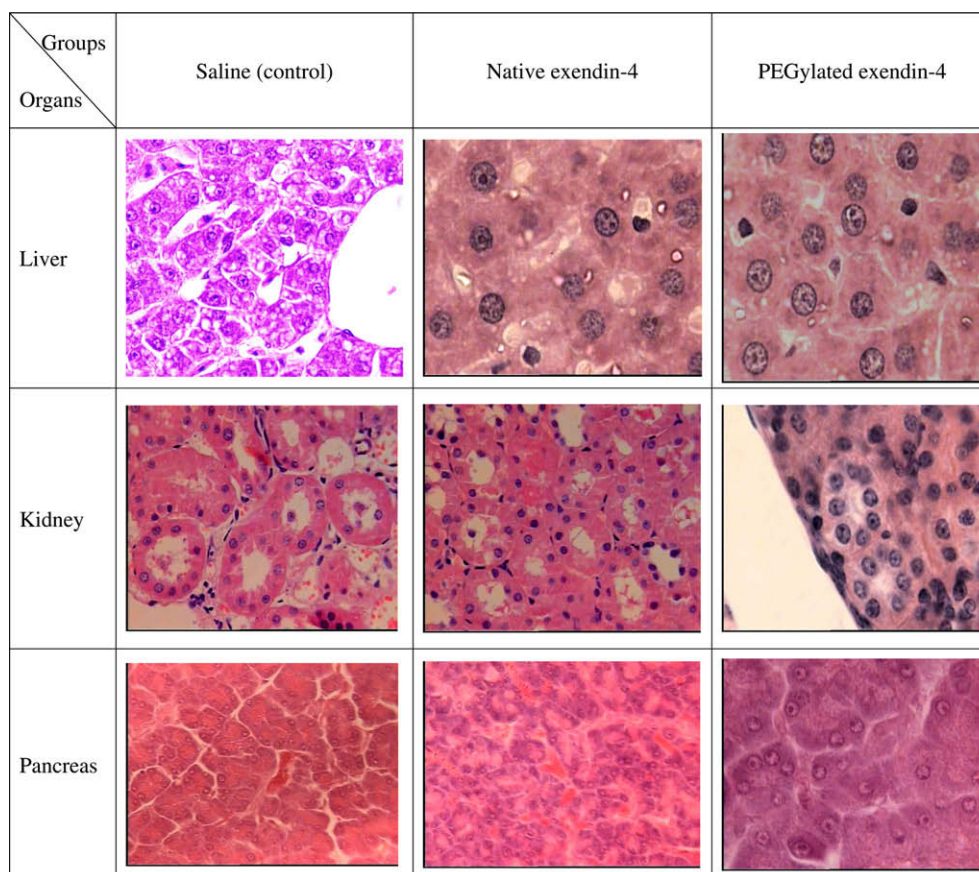 Groups
Organs
Saline (control)
Native exendin-4
PEGylated exendin-4
Liver
Kidney
Pancreas